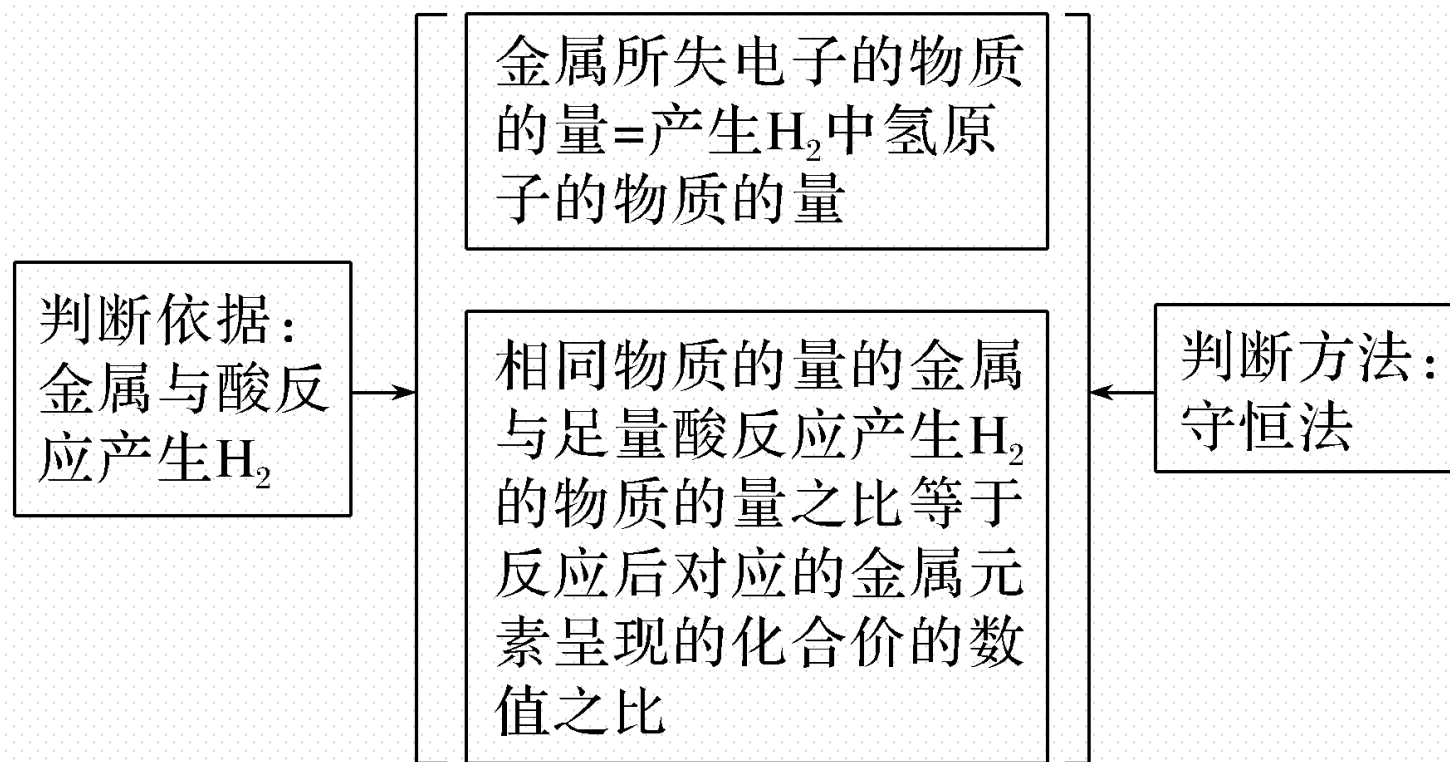 金属所失电子的物质
的量=产生H₂中氢原
子的物质的量
判断依据：
金属与酸反
应产生H₂
相同物质的量的金属
与足量酸反应产生H₂
的物质的量之比等于
反应后对应的金属元
素呈现的化合价的数
值之比
判断方法：
守恒法